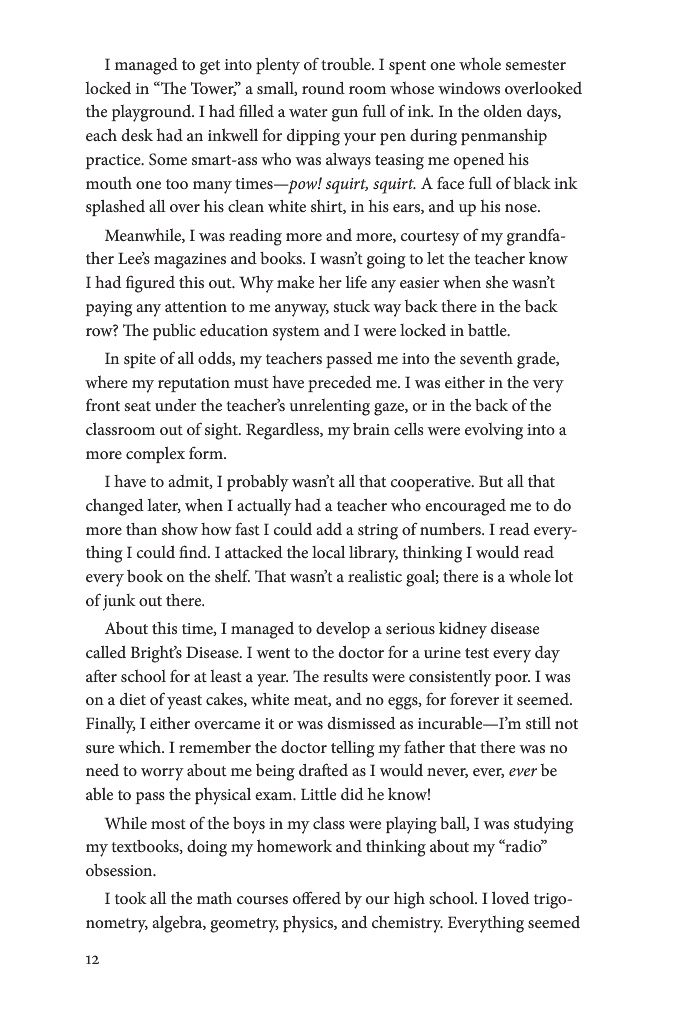 I managed to get into plenty of trouble. I spent one whole semester
locked in “The Tower,” a small, round room whose windows overlooked
the playground. I had filled a water gun full of ink. In the olden days,
each desk had an inkwell for dipping your pen during penmanship
practice. Some smart-ass who was always teasing me opened his
mouth one too many times—pow! squirt, squirt. A face full of black ink
splashed all over his clean white shirt, in his ears, and up his nose.
Meanwhile, I was reading more and more, courtesy of my grandfa-
ther Lee’s magazines and books. I wasn’t going to let the teacher know
I had figured this out. Why make her life any easier when she wasn’t
paying any attention to me anyway, stuck way back there in the back
row? The public education system and I were locked in battle.
In spite of all odds, my teachers passed me into the seventh grade,
where my reputation must have preceded me. I was either in the very
front seat under the teacher’s unrelenting gaze, or in the back of the
classroom out of sight. Regardless, my brain cells were evolving into a
more complex form.
I have to admit, I probably wasn’t all that cooperative. But all that
changed later, when I actually had a teacher who encouraged me to do
more than show how fast I could add a string of numbers. I read every-
thing I could find. I attacked the local library, thinking I would read
every book on the shelf. That wasn’t a realistic goal; there is a whole lot
of junk out there.
About this time, I managed to develop a serious kidney disease
called Bright’s Disease. I went to the doctor for a urine test every day
after school for at least a year. The results were consistently poor. I was
on a diet of yeast cakes, white meat, and no eggs, for forever it seemed.
Finally, I either overcame it or was dismissed as incurable—I’m still not
sure which. I remember the doctor telling my father that there was no
need to worry about me being drafted as I would never, ever, ever be
able to pass the physical exam. Little did he know!
While most of the boys in my class were playing ball, I was studying
my textbooks, doing my homework and thinking about my “radio”
obsession.
I took all the math courses offered by our high school. I loved trigo-
nometry, algebra, geometry, physics, and chemistry. Everything seemed
12